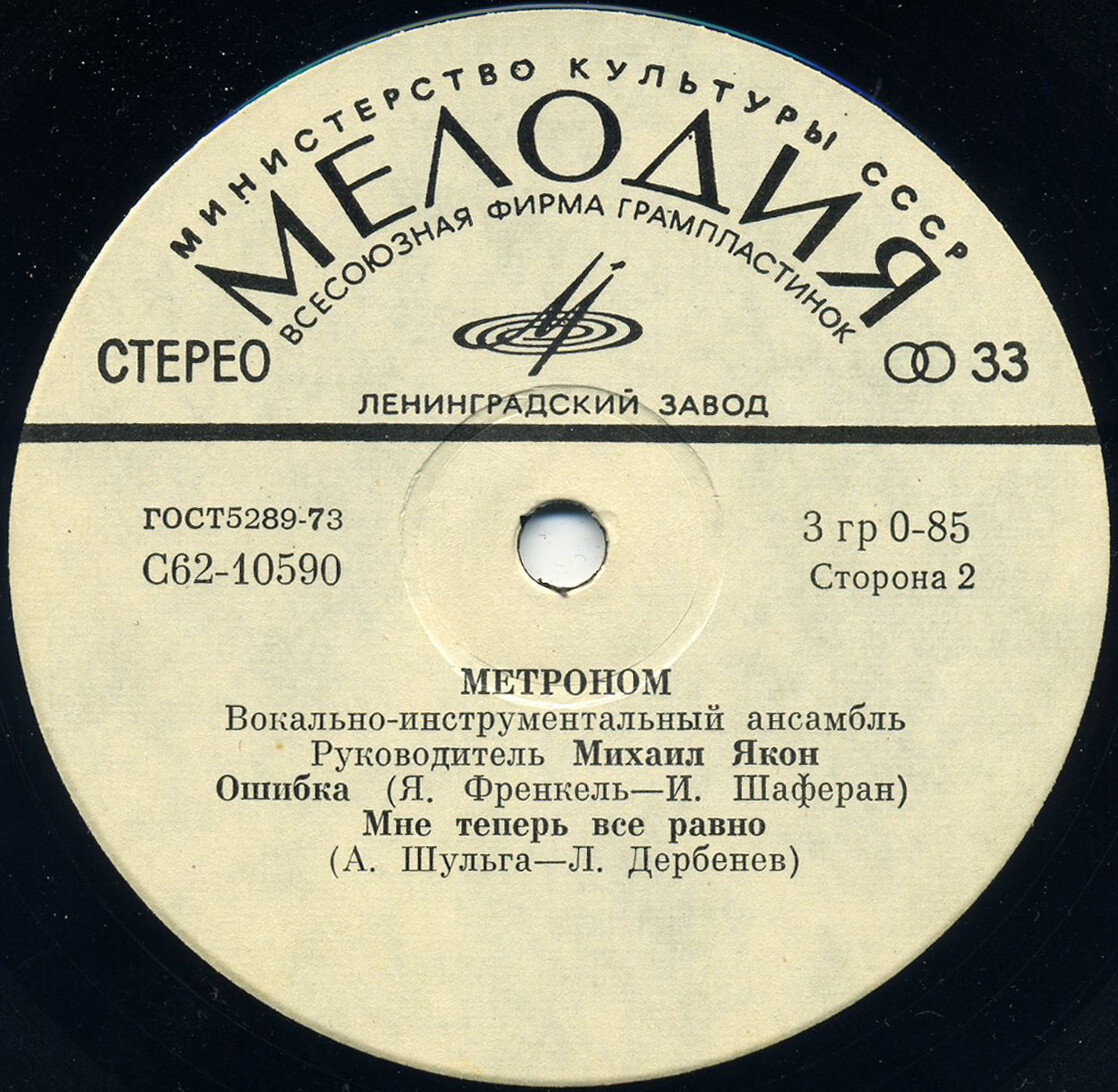 МИНИСТЕРСТВО КУЛЬТУРЫ СССР
МЕЛОДИЯ
ВСЕСОЮЗНАЯ ФИРМА ГРАМПЛАСТИНОК
СТЕРЕО
33
ЛЕНИНГРАДСКИЙ ЗАВОД
ГОСТ5289-73
С62-10590
3 гр 0-85
Сторона 2
МЕТРОНОМ
Вокально-инструментальный ансамбль
Руководитель Михаил Якон
Ошибка (Я. Френкель—И. Шаферан)
Мне теперь все равно
(А. Шульга—Л. Дербенев)